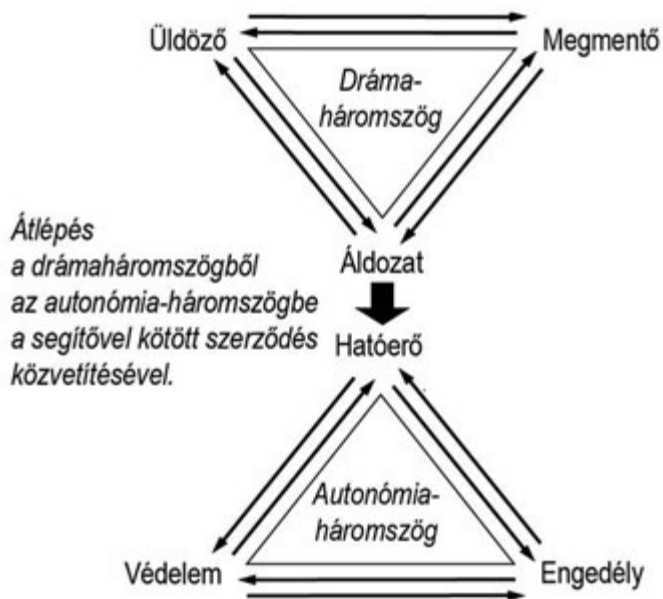 Üldöző
Megmentő
Dráma-
háromszög
Átlépés
a drámaháromszögből
az autonómia-háromszögbe
a segítővel kötött szerződés
közvetítésével.
Áldozat
Hatóerő
Autonómia-
háromszög
Védelem
Engedély